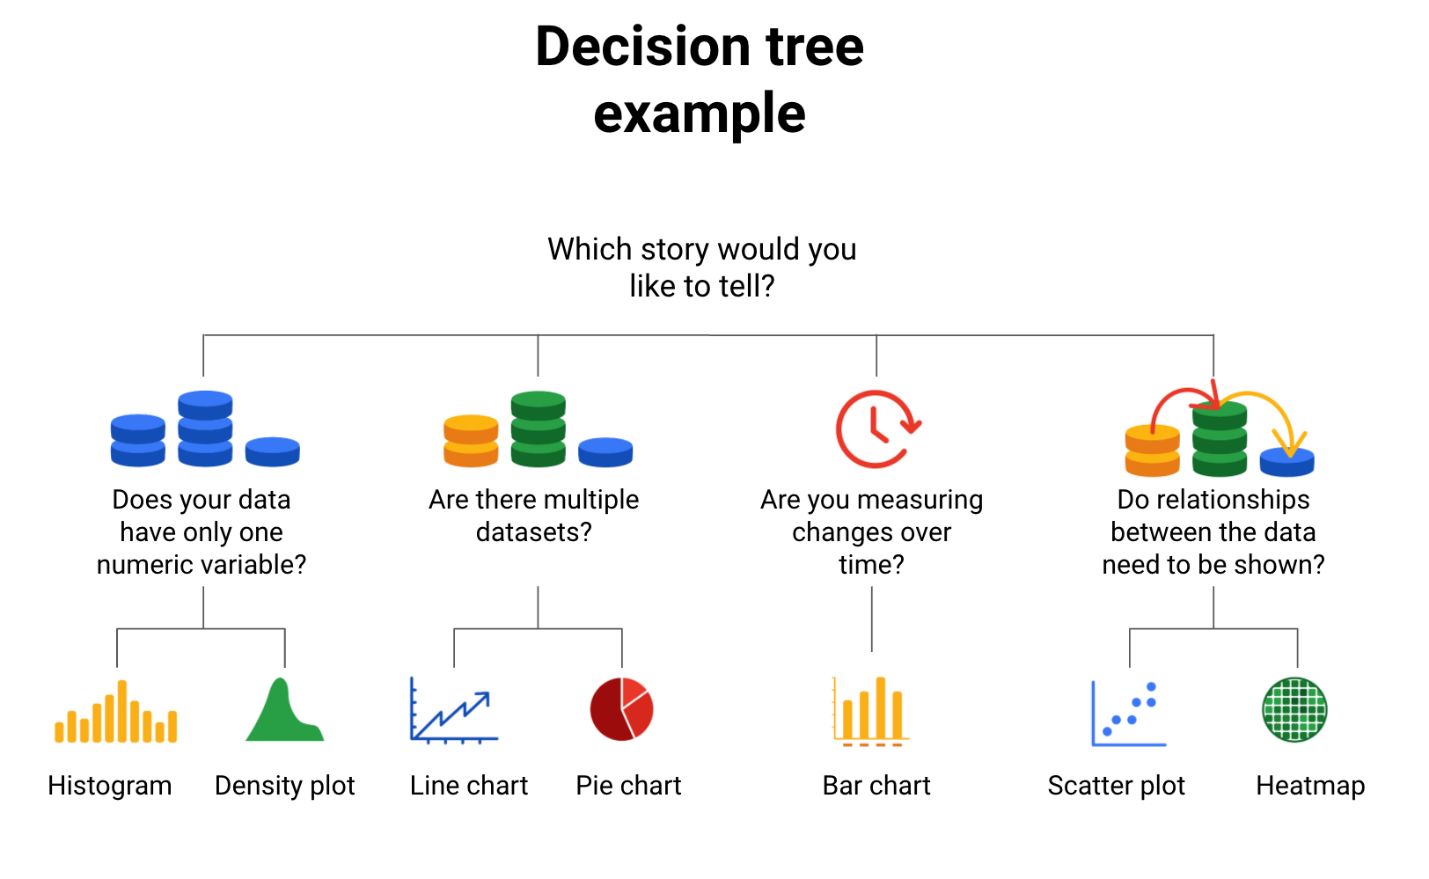 Decision tree
example
Which story would you
like to tell?
Does your data
have only one
numeric variable?
Are there multiple
datasets?
Are you measuring
changes over
time?
Do relationships
between the data
need to be shown?
Histogram
Density plot
Line chart
Pie chart
Bar chart
Scatter plot
Heatmap